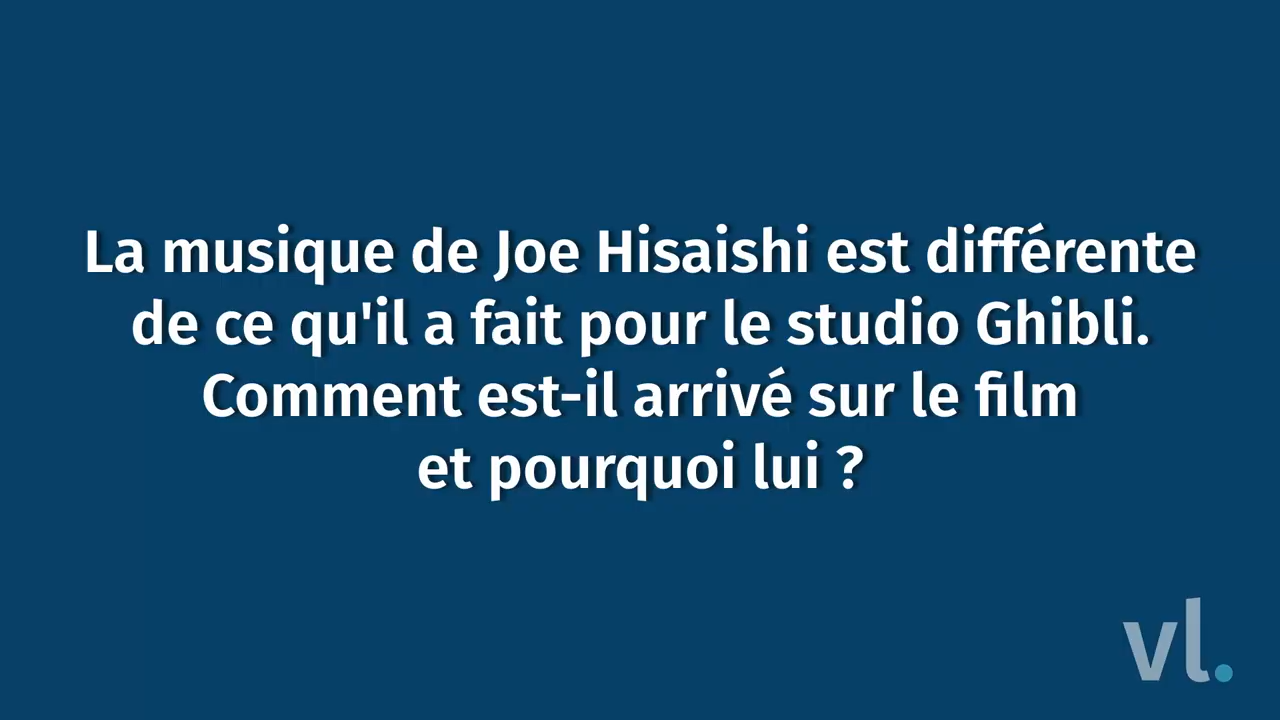 La musique de Joe Hisaishi est différente
de ce qu'il a fait pour le studio Ghibli.
Comment est-il arrivé sur le film
et pourquoi lui ?
vl.